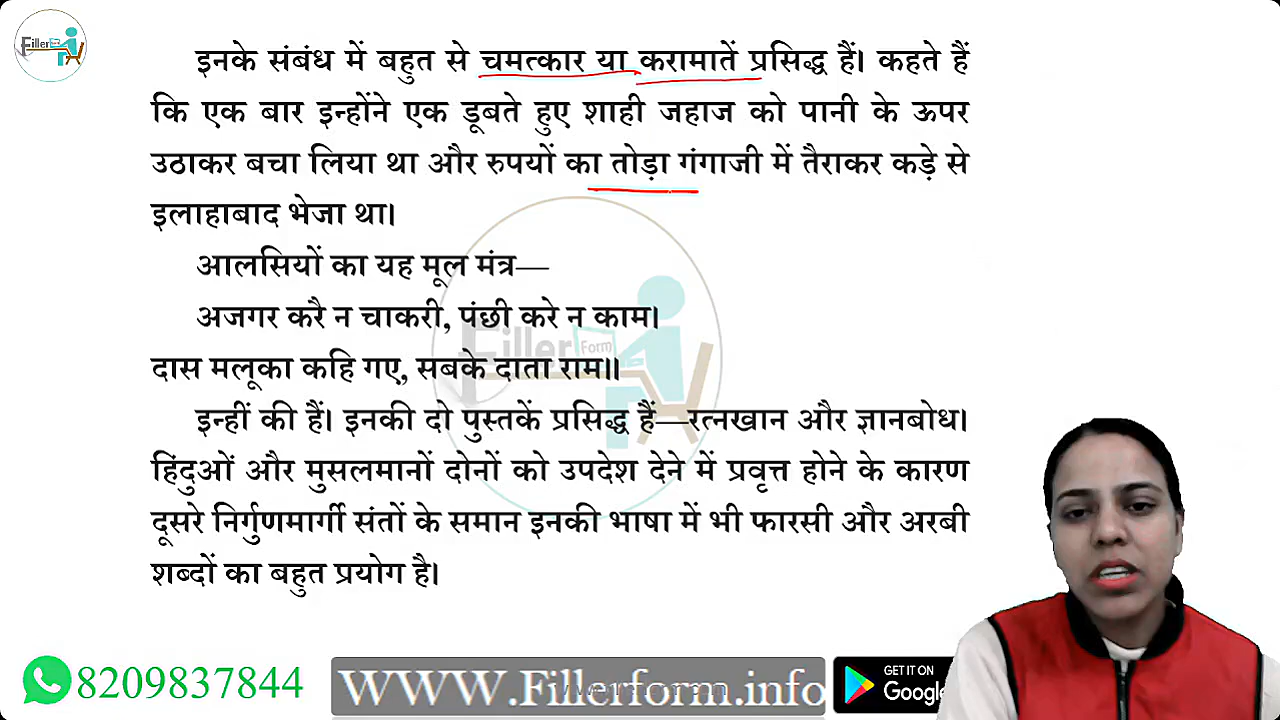 Filler Form
इनके संबंध में बहुत से चमत्कार या करामातें प्रसिद्ध हैं। कहते हैं
कि एक बार इन्होंने एक डूबते हुए शाही जहाज को पानी के ऊपर
उठाकर बचा लिया था और रुपयों का तोड़ा गंगाजी में तैराकर कड़े से
इलाहाबाद भेजा था।
आलसियों का यह मूल मंत्र—
अजगर करै न चाकरी, पंछी करे न काम।
दास मलूका कहि गए, सबके दाता राम॥
इन्हीं की हैं। इनकी दो पुस्तकें प्रसिद्ध हैं—रत्नखान और ज्ञानबोध।
हिंदुओं और मुसलमानों दोनों को उपदेश देने में प्रवृत्त होने के कारण
दूसरे निर्गुणमार्गी संतों के समान इनकी भाषा में भी फारसी और अरबी
शब्दों का बहुत प्रयोग है।
Filler Form
8209837844
WWW.Fillerform.info
GET IT ON
Google